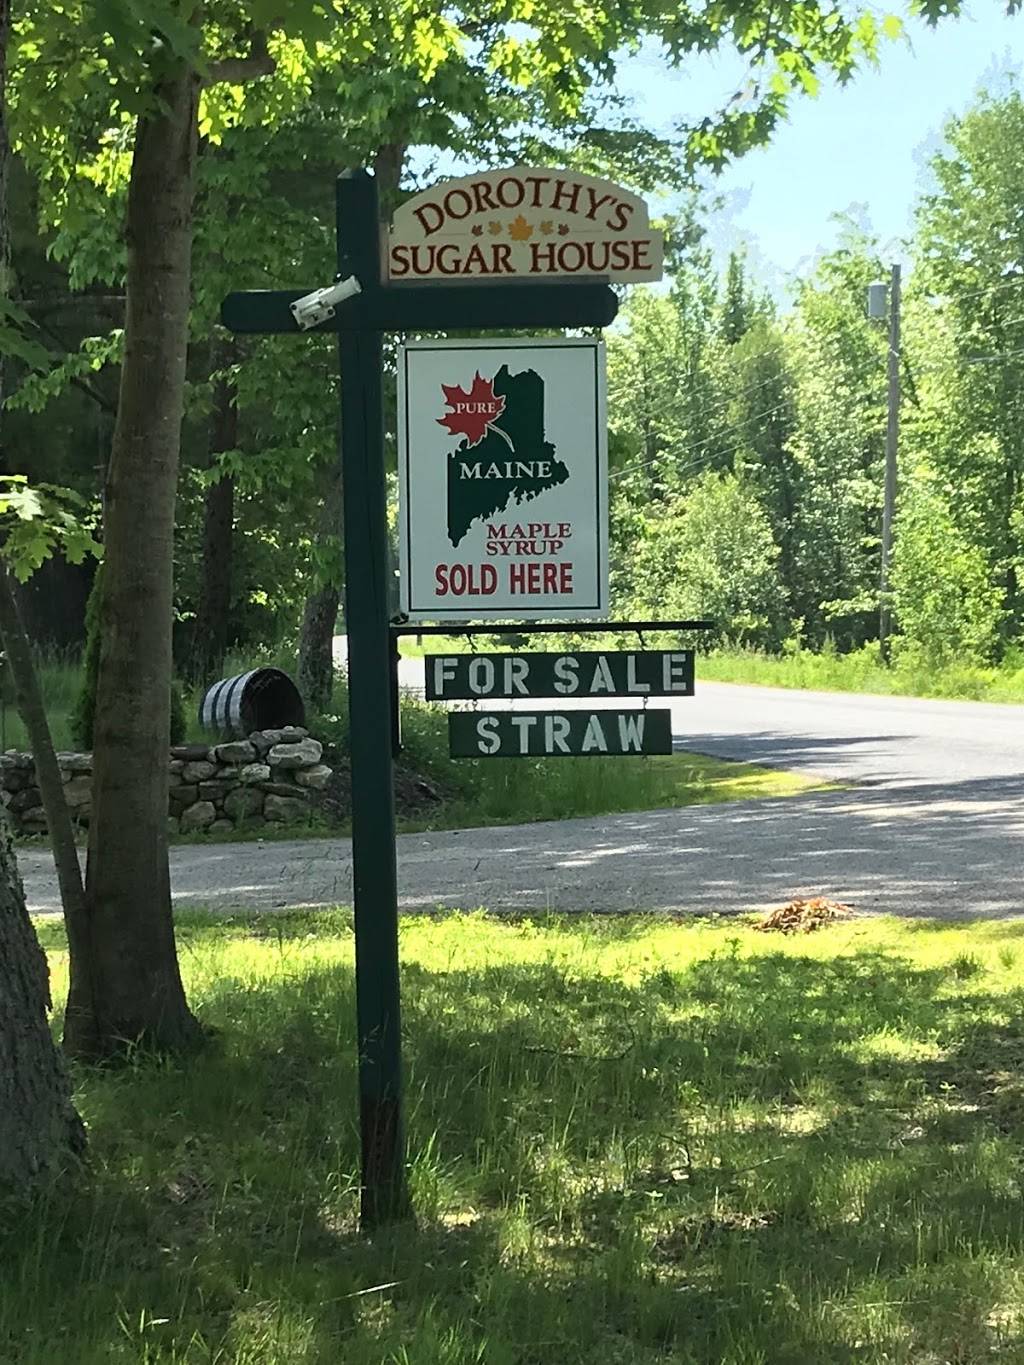 DOROTHY'S
SUGAR HOUSE
PURE
MAINE
MAPLE
SYRUP
SOLD HERE
FOR SALE
STRAW